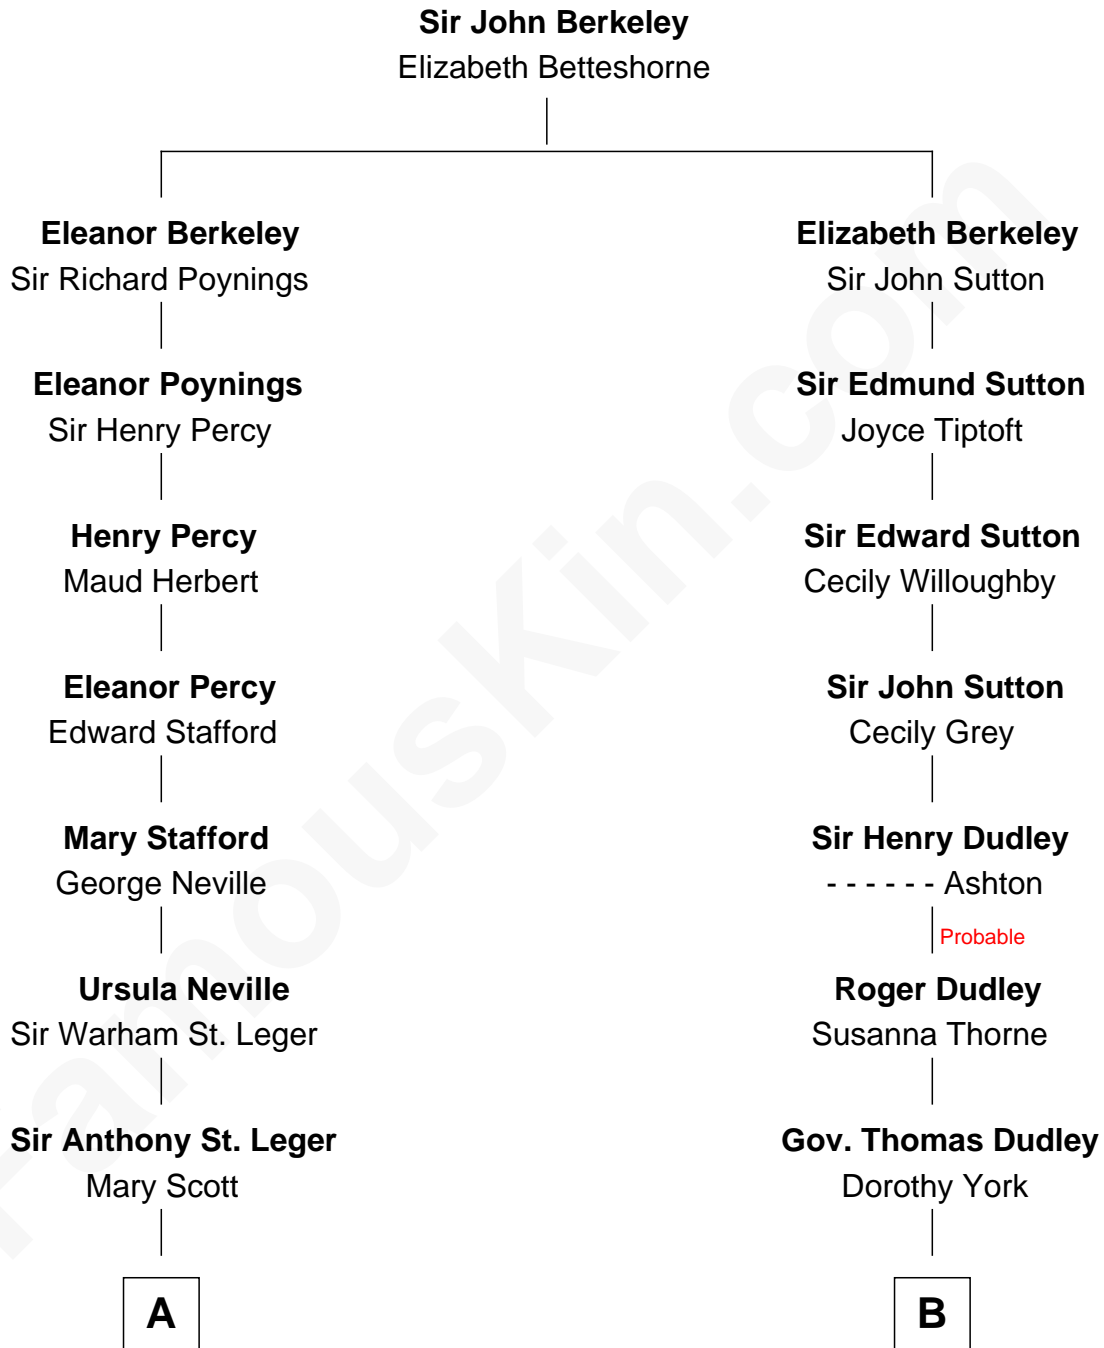 Sir John Berkeley
Elizabeth Betteshorne
Eleanor Berkeley
Sir Richard Poynings
Elizabeth Berkeley
Sir John Sutton
Eleanor Poynings
Sir Henry Percy
Sir Edmund Sutton
Joyce Tiptoft
Henry Percy
Maud Herbert
Sir Edward Sutton
Cecily Willoughby
Eleanor Percy
Edward Stafford
Sir John Sutton
Cecily Grey
Mary Stafford
George Neville
Sir Henry Dudley
- - - - - - Ashton
Probable
Ursula Neville
Sir Warham St. Leger
Roger Dudley
Susanna Thorne
Sir Anthony St. Leger
Mary Scott
Gov. Thomas Dudley
Dorothy York
A
B
FamousKin.com